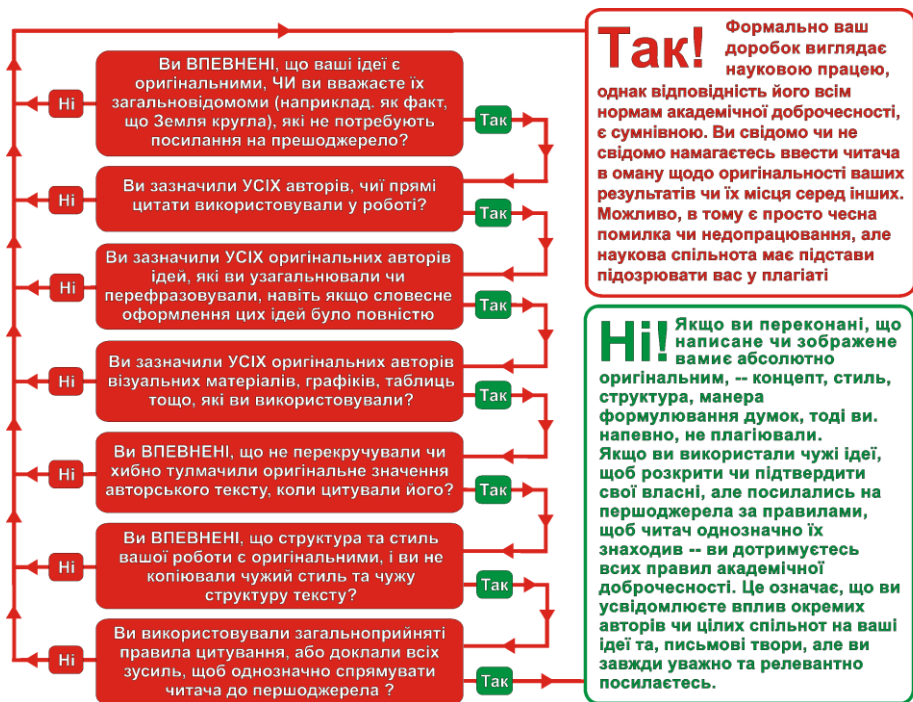 Ви ВПЕВНЕНІ, що ваші ідеї є
оригінальними, ЧИ ви вважаєте їх
загальновідомоми (наприклад. як факт,
що Земля кругла), які не потребують
посилання на прешоджерело?
Ні
Так
Ви зазначили УСІХ авторів, чиї прямі
цитати використовували у роботі?
Ні
Так
Ви зазначили УСІХ оригінальних авторів
ідей, які ви узагальнювали чи
перефразовували, навіть якщо словесне
оформлення цих ідей було повністю
Ні
Так
Ви зазначили УСІХ оригінальних авторів
візуальних матеріалів, графіків, таблиць
тощо, які ви використовували?
Ні
Так
Ви ВПЕВНЕНІ, що не перекручували чи
хибно тулмачили оригінальне значення
авторського тексту, коли цитували його?
Ні
Так
Ви ВПЕВНЕНІ, що структура та стиль
вашої роботи є оригінальними, і ви не
копіювали чужий стиль та чужу
структуру тексту?
Ні
Так
Ви використовували загальноприйняті
правила цитування, або доклали всіх
зусиль, щоб однозначно спрямувати
читача до першоджерела ?
Ні
Так
Так! Формально ваш
доробок виглядає
науковою працею,
однак відповідність його всім
нормам академічної доброчесності,
є сумнівною. Ви свідомо чи не
свідомо намагаєтесь ввести читача
в оману щодо оригінальності ваших
результатів чи їх місця серед інших.
Можливо, в тому є просто чесна
помилка чи недопрацювання, але
наукова спільнота має підстави
підозрювати вас у плагіаті
Ні! Якщо ви переконані, що
написане чи зображене
вамиє абсолютно
оригінальним, -- концепт, стиль,
структура, манера
формулювання думок, тоді ви.
напевно, не плагіювали.
Якщо ви використали чужі ідеї,
щоб розкрити чи підтвердити
свої власні, але посилались на
першоджерела за правилами,
щоб читач однозначно їх
знаходив -- ви дотримуєтесь
всих правил академічної
доброчесності. Це означає, що ви
усвідомлюєте вплив окремих
авторів чи цілих спільнот на ваші
ідеї та, письмові твори, але ви
завжди уважно та релевантно
посилаєтесь.